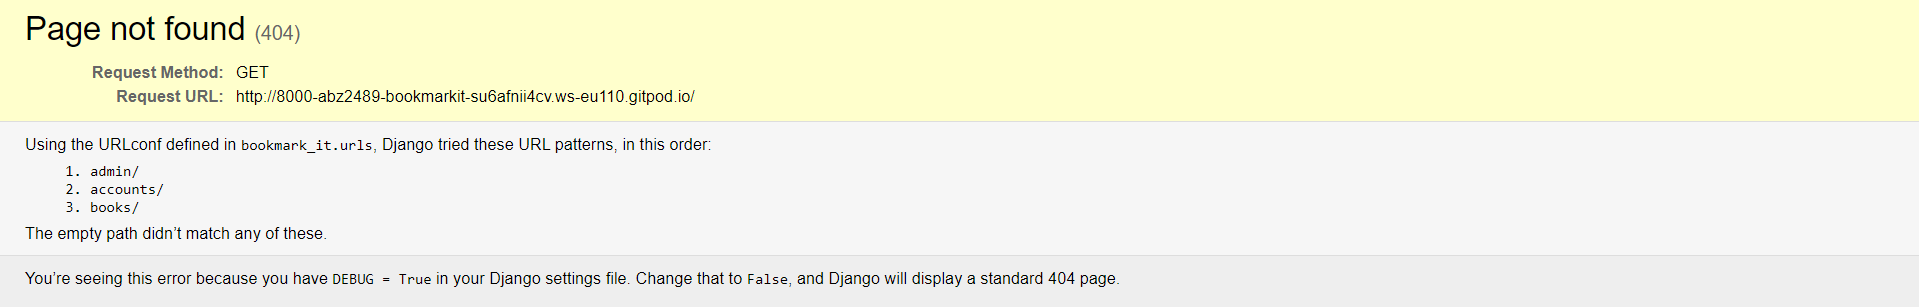 Page not found (404)
Request Method: GET
Request URL: http://8000-abz2489-bookmarkit-su6afnii4cv.ws-eu110.gitpod.io/
Using the URLconf defined in bookmark_it.urls, Django tried these URL patterns, in this order:
1. admin/
2. accounts/
3. books/
The empty path didn’t match any of these.
You’re seeing this error because you have DEBUG = True in your Django settings file. Change that to False, and Django will display a standard 404 page.